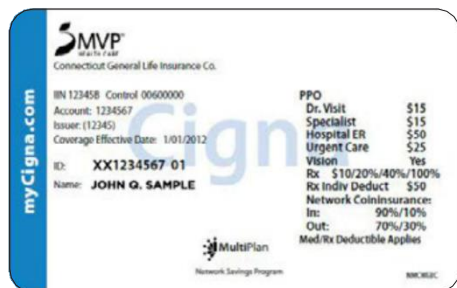 myCigna.com
MVP
HEALTH CARE
Connecticut General Life Insurance Co.
Cigna
IIN 123458 Control 00600000
Account: 1234567
Issuer: (12345)
Coverage Effective Date: 1/01/2012
ID: XX1234567 01
Name: JOHN Q. SAMPLE
PPO
Dr. Visit $15
Specialist $15
Hospital ER $50
Urgent Care $25
Vision Yes
Rx $10/20%/40%/100%
Rx Indiv Deduct $50
Network Coininsurance:
In: 90%/10%
Out: 70%/30%
Med/Rx Deductible Applies
MultiPlan
Network Savings Program